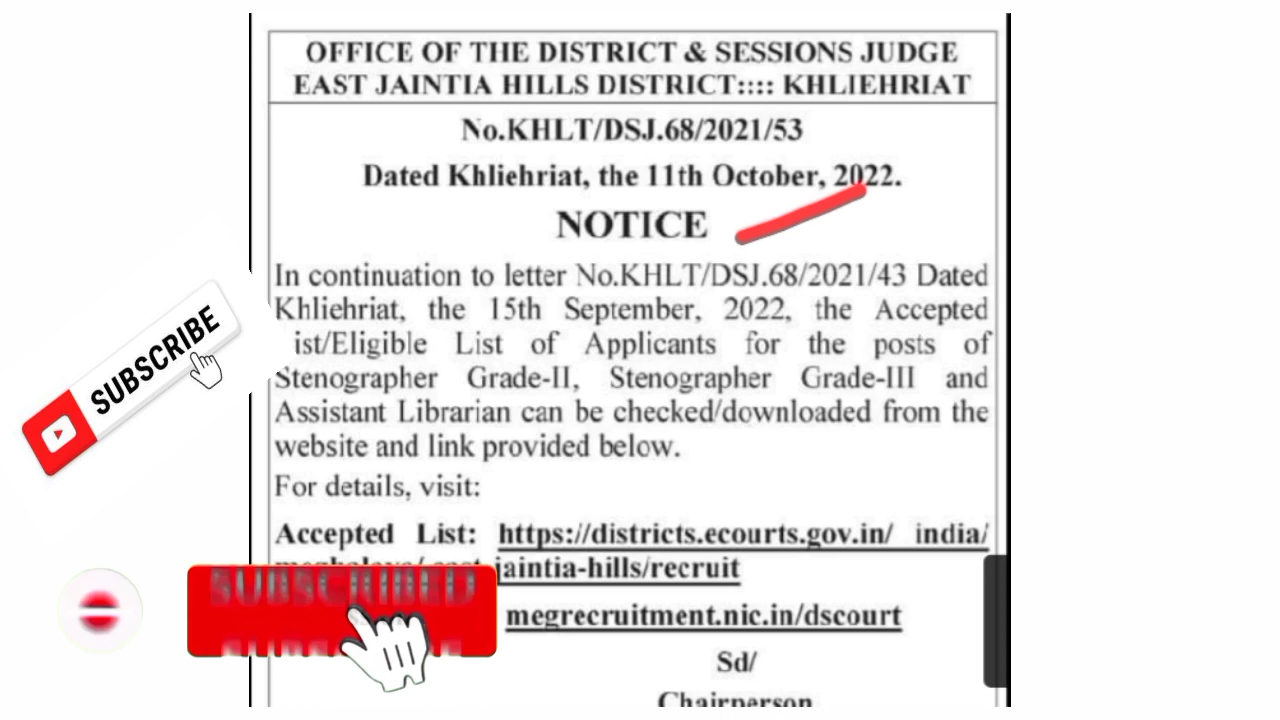 OFFICE OF THE DISTRICT & SESSIONS JUDGE
EAST JAINTIA HILLS DISTRICT:::: KHLIEHRIAT
No.KHLT/DSJ.68/2021/53
Dated Khliehriat, the 11th October, 2022.
NOTICE
In continuation to letter No.KHLT/DSJ.68/2021/43 Dated
Khliehriat, the 15th September, 2022, the Accepted
ist/Eligible List of Applicants for the posts of
Stenographer Grade-II, Stenographer Grade-III and
Assistant Librarian can be checked/downloaded from the
website and link provided below.
For details, visit:
Accepted List: https://districts.ecourts.gov.in/ india/
jaintia-hills/recruit
megrecruitment.nic.in/dscourt
Sd/
Chairperson
SUBSCRIBE
SUBSCRIBED